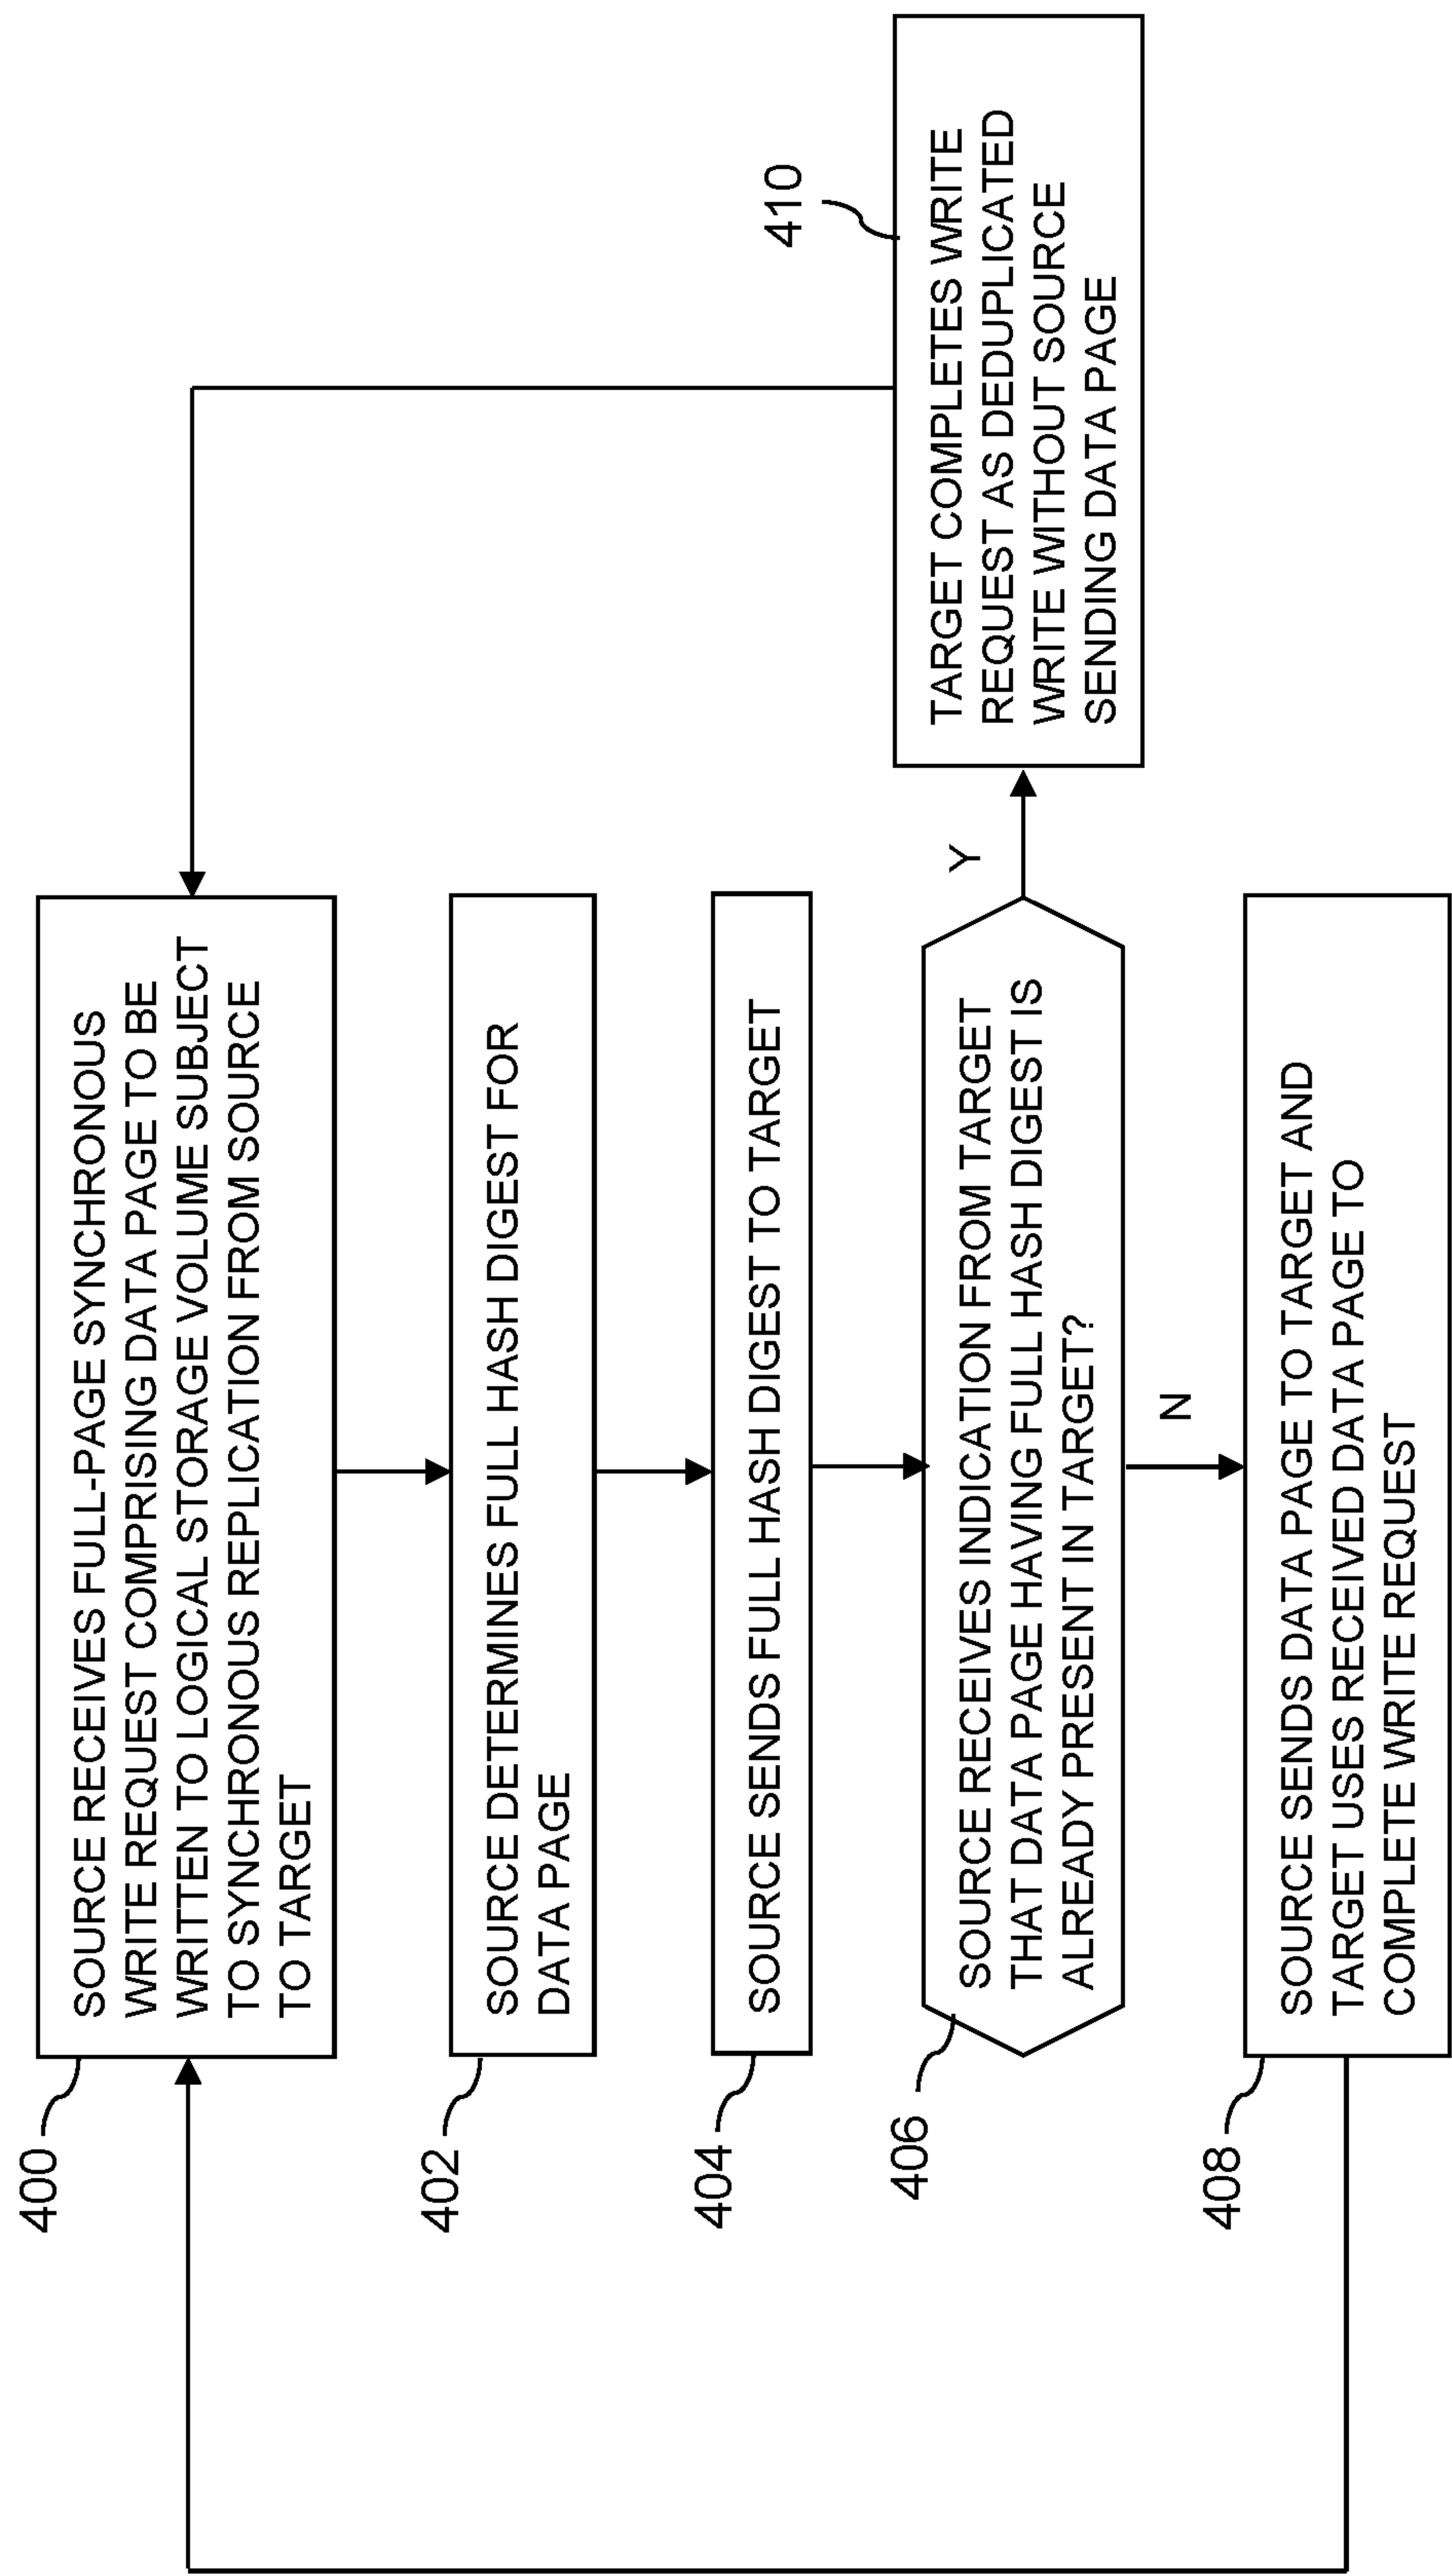 400
SOURCE RECEIVES FULL-PAGE SYNCHRONOUS
WRITE REQUEST COMPRISING DATA PAGE TO BE
WRITTEN TO LOGICAL STORAGE VOLUME SUBJECT
TO SYNCHRONOUS REPLICATION FROM SOURCE
TO TARGET
402
SOURCE DETERMINES FULL HASH DIGEST FOR
DATA PAGE
404
SOURCE SENDS FULL HASH DIGEST TO TARGET
406
SOURCE RECEIVES INDICATION FROM TARGET
THAT DATA PAGE HAVING FULL HASH DIGEST IS
ALREADY PRESENT IN TARGET?
Y
410
TARGET COMPLETES WRITE
REQUEST AS DEDUPLICATED
WRITE WITHOUT SOURCE
SENDING DATA PAGE
N
408
SOURCE SENDS DATA PAGE TO TARGET AND
TARGET USES RECEIVED DATA PAGE TO
COMPLETE WRITE REQUEST